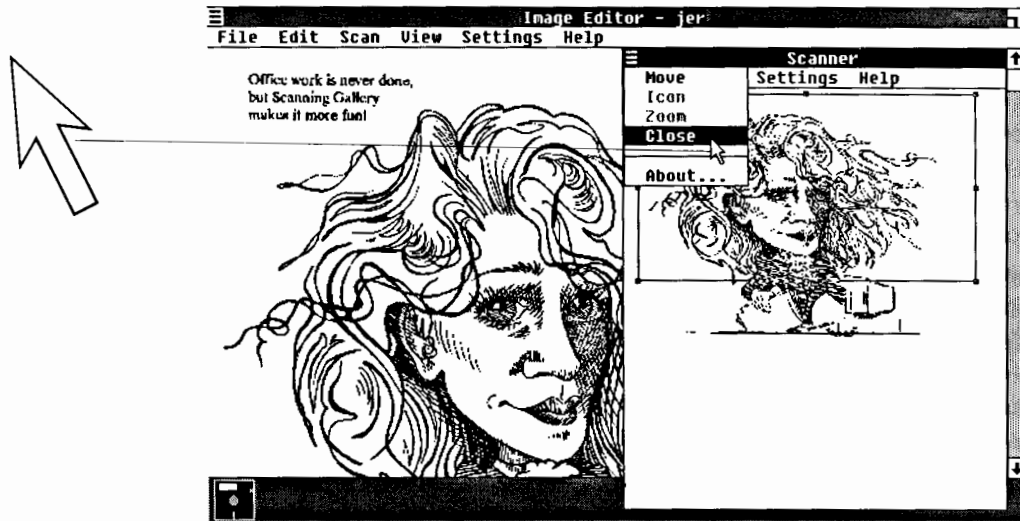 Image Editor - jer
File Edit Scan View Settings Help
Office work is never done,
but Scanning Gallery
makes it more fun!
Scanner
Settings Help
Move
Icon
Zoom
Close
About...